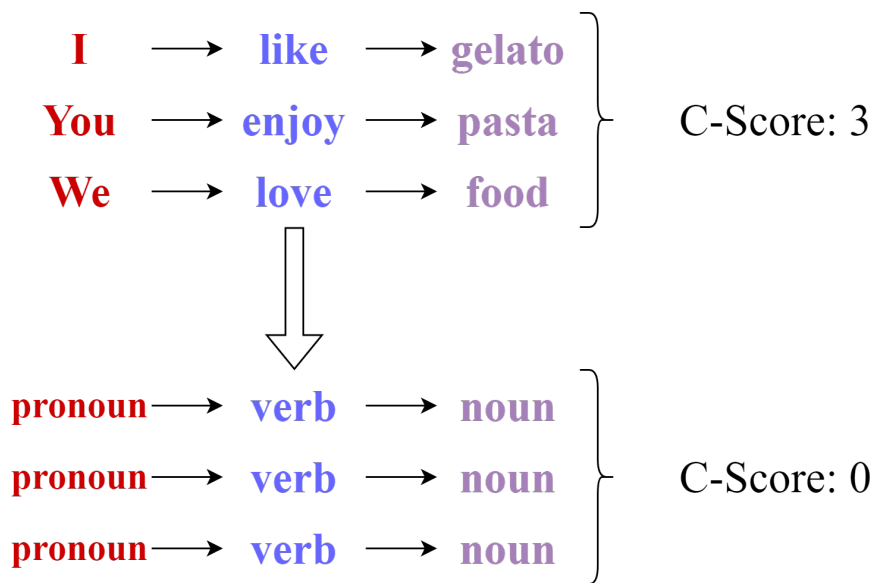 I like gelato
You enjoy pasta C-Score: 3
We love food
pronoun verb noun
pronoun verb noun C-Score: 0
pronoun verb noun